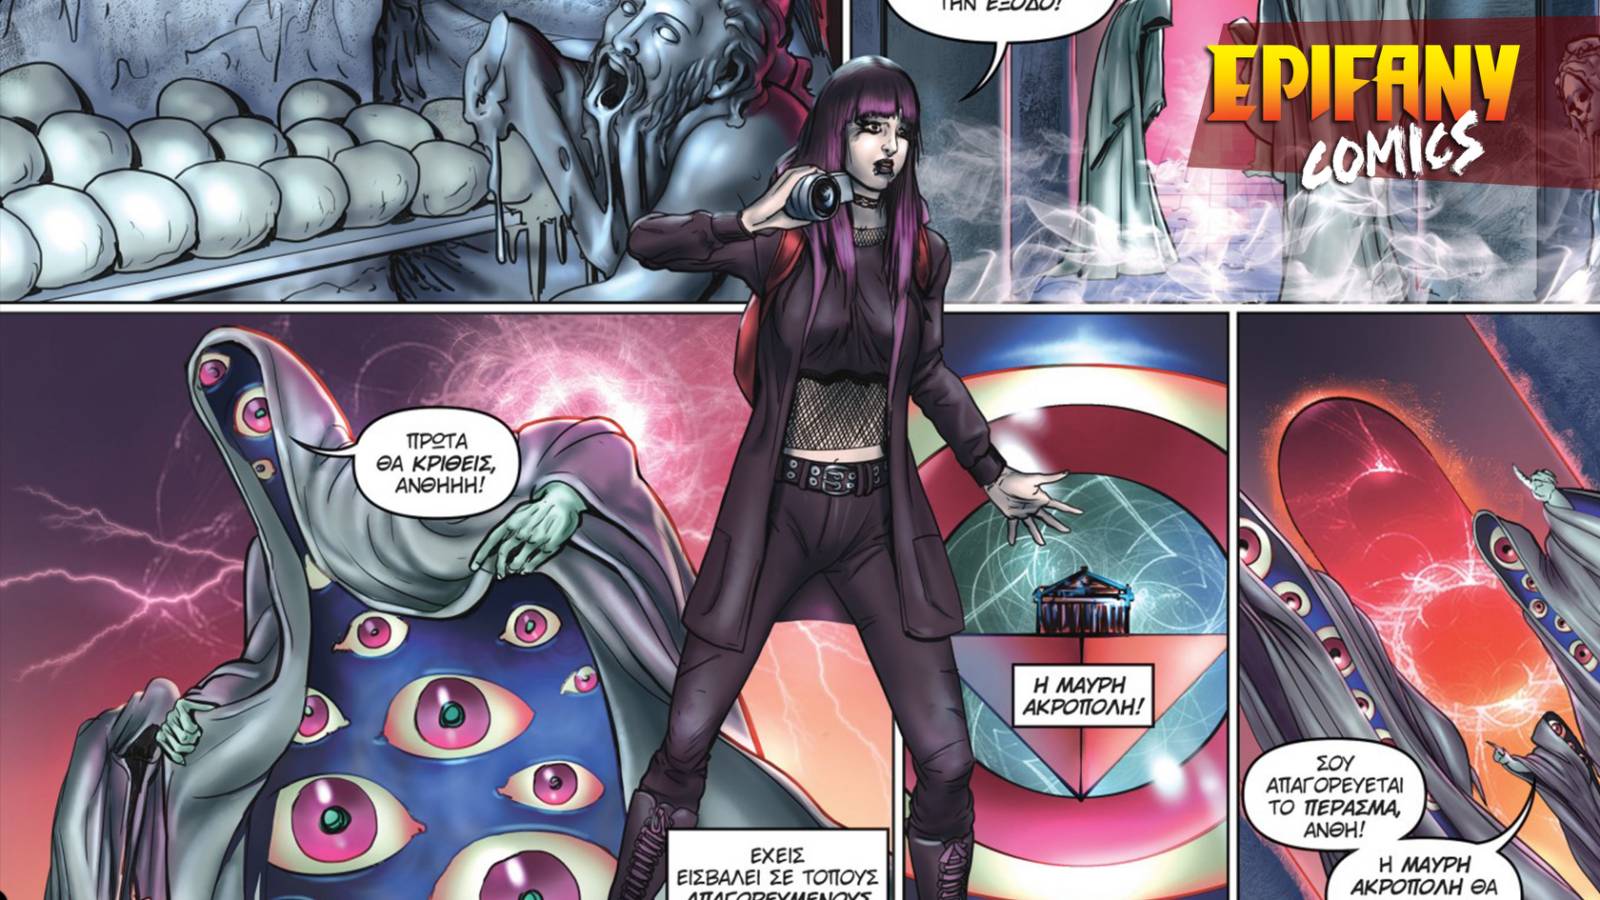 ΤΗΝ ΕΞΟΔΟ!
EPIFANY
COMICS
ΠΡΩΤΑ
ΘΑ ΚΡΙΘΕΙΣ,
ΑΝΘΗΗΗ!
Η ΜΑΥΡΗ
ΑΚΡΟΠΟΛΗ!
ΕΧΕΙΣ
ΕΙΣΒΑΛΕΙ ΣΕ ΤΟΠΟΥΣ
ΑΠΑΓΟΡΕΥΜΕΝΟΥΣ
ΣΟΥ
ΑΠΑΓΟΡΕΥΕΤΑΙ
ΤΟ ΠΕΡΑΣΜΑ,
ΑΝΘΗ!
Η ΜΑΥΡΗ
ΑΚΡΟΠΟΛΗ ΘΑ